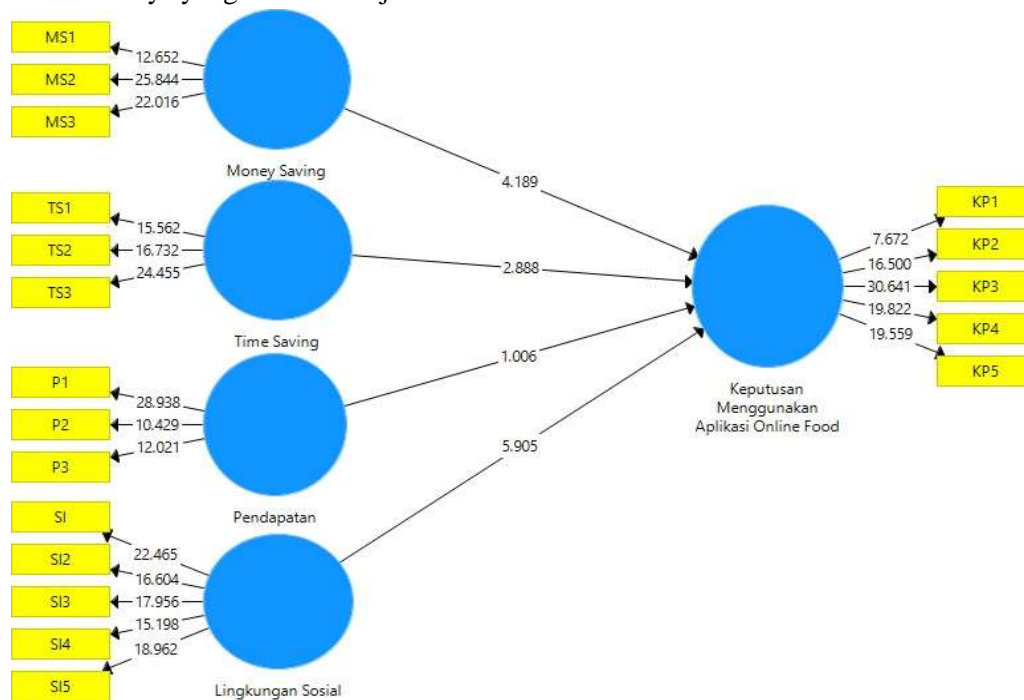 MS1
MS2
MS3
12.652
25.844
22.016
Money Saving
4.189
TS1
TS2
TS3
15.562
16.732
24.455
Time Saving
2.888
P1
P2
P3
28.938
10.429
12.021
Pendapatan
1.006
SI
SI2
SI3
SI4
SI5
22.465
16.604
17.956
15.198
18.962
Lingkungan Sosial
5.905
Keputusan
Menggunakan
Aplikasi Online Food
7.672
16.500
30.641
19.822
19.559
KP1
KP2
KP3
KP4
KP5